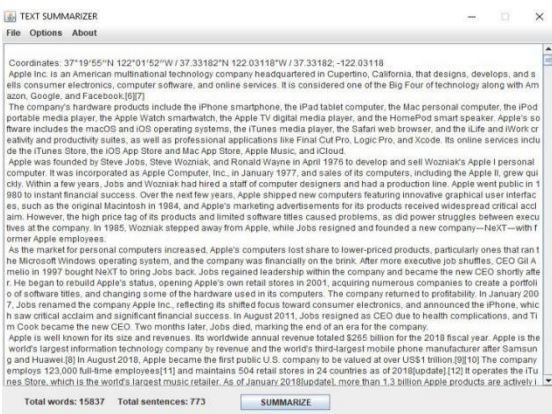 TEXT SUMMARIZER
File Options About
Coordinates: 37°19′55″N 122°01′52″W / 37.33182°N 122.03118°W / 37.33182; -122.03118
Apple Inc. is an American multinational technology company headquartered in Cupertino, California, that designs, develops, and s
ells consumer electronics, computer software, and online services. It is considered one of the Big Four of technology along with Am
azon, Google, and Facebook.[6][7]
The company's hardware products include the iPhone smartphone, the iPad tablet computer, the Mac personal computer, the iPod
portable media player, the Apple Watch smartwatch, the Apple TV digital media player, and the HomePod smart speaker. Apple's so
ftware includes the macOS and iOS operating systems, the iTunes media player, the Safari web browser, and the iLife and iWork cr
eativity and productivity suites, as well as professional applications like Final Cut Pro, Logic Pro, and Xcode. Its online services inclu
de the iTunes Store, the iOS App Store and Mac App Store, Apple Music, and iCloud.
Apple was founded by Steve Jobs, Steve Wozniak, and Ronald Wayne in April 1976 to develop and sell Wozniak's Apple I personal
computer. It was incorporated as Apple Computer, Inc., in January 1977, and sales of its computers, including the Apple II, grew qui
ckly. Within a few years, Jobs and Wozniak had hired a staff of computer designers and had a production line. Apple went public in 1
980 to instant financial success. Over the next few years, Apple shipped new computers featuring innovative graphical user interfac
es, such as the original Macintosh in 1984, and Apple's marketing advertisements for its products received widespread critical accl
aim. However, the high price tag of its products and limited software titles caused problems, as did power struggles between execu
tives at the company. In 1985, Wozniak stepped away from Apple, while Jobs resigned and founded a new company—NeXT—with f
ormer Apple employees.
As the market for personal computers increased, Apple's computers lost share to lower-priced products, particularly ones that ran t
he Microsoft Windows operating system, and the company was financially on the brink. After more executive job shuffles, CEO Gil A
melio in 1997 bought NeXT to bring Jobs back. Jobs regained leadership within the company and became the new CEO shortly afte
r. He began to rebuild Apple's status, opening Apple's own retail stores in 2001, acquiring numerous companies to create a portfoli
o of software titles, and changing some of the hardware used in its computers. The company returned to profitability. In January 200
7, Jobs renamed the company Apple Inc., reflecting its shifted focus toward consumer electronics, and announced the iPhone, whic
h saw critical acclaim and significant financial success. In August 2011, Jobs resigned as CEO due to health complications, and Ti
m Cook became the new CEO. Two months later, Jobs died, marking the end of an era for the company.
Apple is well known for its size and revenues. Its worldwide annual revenue totaled $265 billion for the 2018 fiscal year. Apple is the
world's largest information technology company by revenue and the world's third-largest mobile phone manufacturer after Samsun
g and Huawei.[8] In August 2018, Apple became the first public U.S. company to be valued at over US$1 trillion.[9][10] The company
employs 123,000 full-time employees[11] and maintains 504 retail stores in 24 countries as of 2018[update].[12] It operates the iTu
nes Store, which is the world's largest music retailer. As of January 2018[update], more than 1.3 billion Apple products are actively i
Total words: 15837 Total sentences: 773 SUMMARIZE